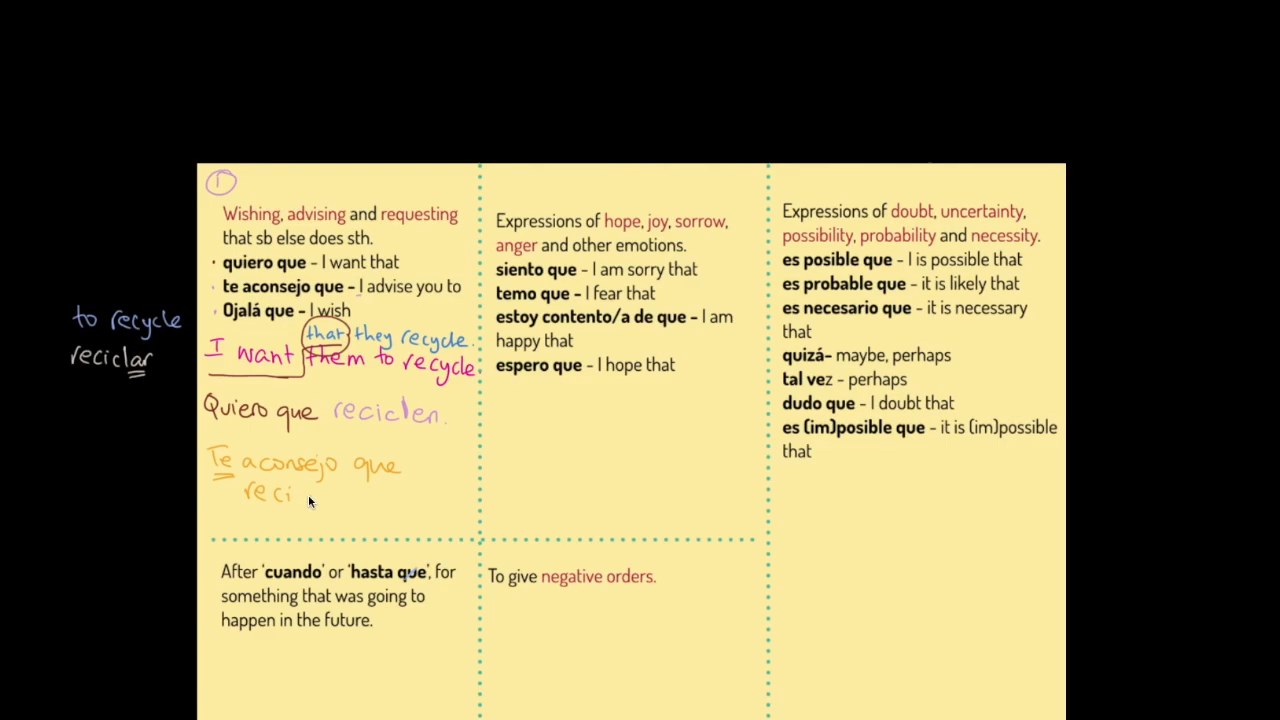 to recycle
reciclar
1
Wishing, advising and requesting
that sb else does sth.
• quiero que - I want that
• te aconsejo que - I advise you to
• Ojalá que - I wish
that they recycle.
I want them to recycle
Quiero que reciclen.
Te aconsejo que
reci
Expressions of hope, joy, sorrow,
anger and other emotions.
siento que - I am sorry that
temo que - I fear that
estoy contento/a de que - I am
happy that
espero que - I hope that
Expressions of doubt, uncertainty,
possibility, probability and necessity.
es posible que - I is possible that
es probable que - it is likely that
es necesario que - it is necessary
that
quizá- maybe, perhaps
tal vez - perhaps
dudo que - I doubt that
es (im)posible que - it is (im)possible
that
After 'cuando' or 'hasta que', for
something that was going to
happen in the future.
To give negative orders.